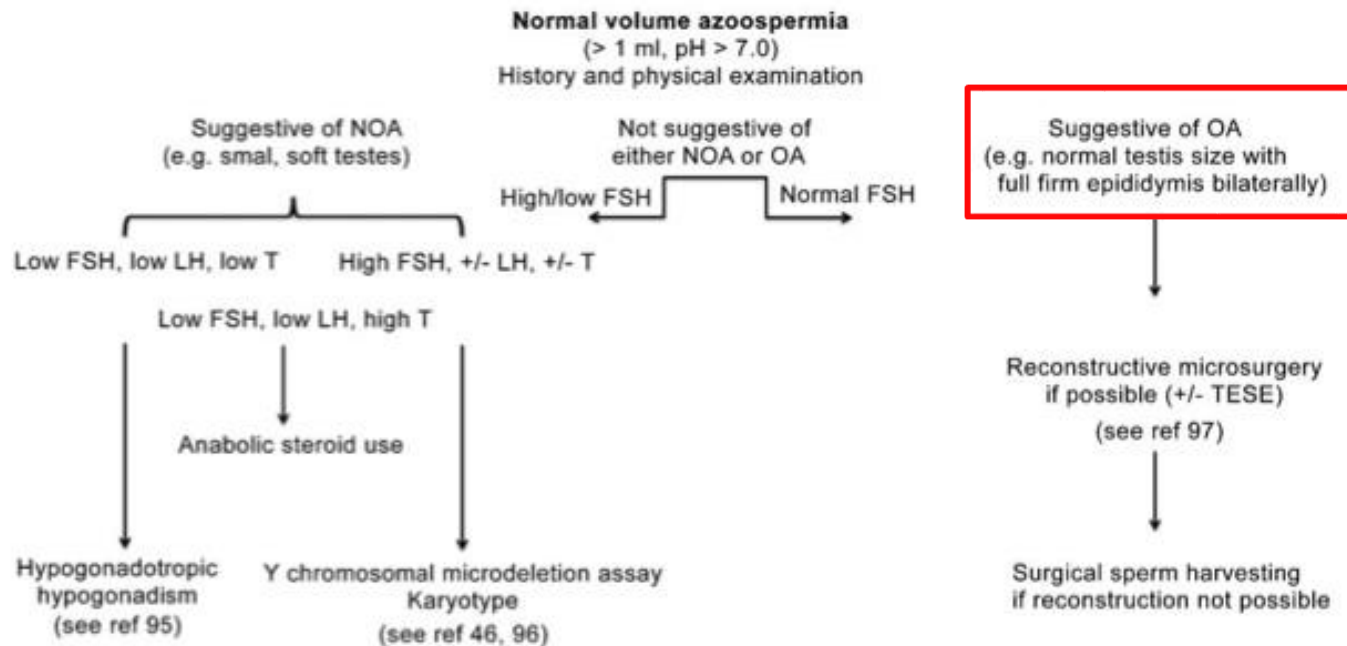 Normal volume azoospermia
(> 1 ml, pH > 7.0)
History and physical examination
Suggestive of NOA
(e.g. smal, soft testes)
Not suggestive of
either NOA or OA
High/low FSH
Normal FSH
Suggestive of OA
(e.g. normal testis size with
full firm epididymis bilaterally)
Low FSH, low LH, low T
High FSH, +/- LH, +/- T
Low FSH, low LH, high T
Anabolic steroid use
Hypogonadotropic
hypogonadism
(see ref 95)
Y chromosomal microdeletion assay
Karyotype
(see ref 46, 96)
Reconstructive microsurgery
if possible (+/- TESE)
(see ref 97)
Surgical sperm harvesting
if reconstruction not possible